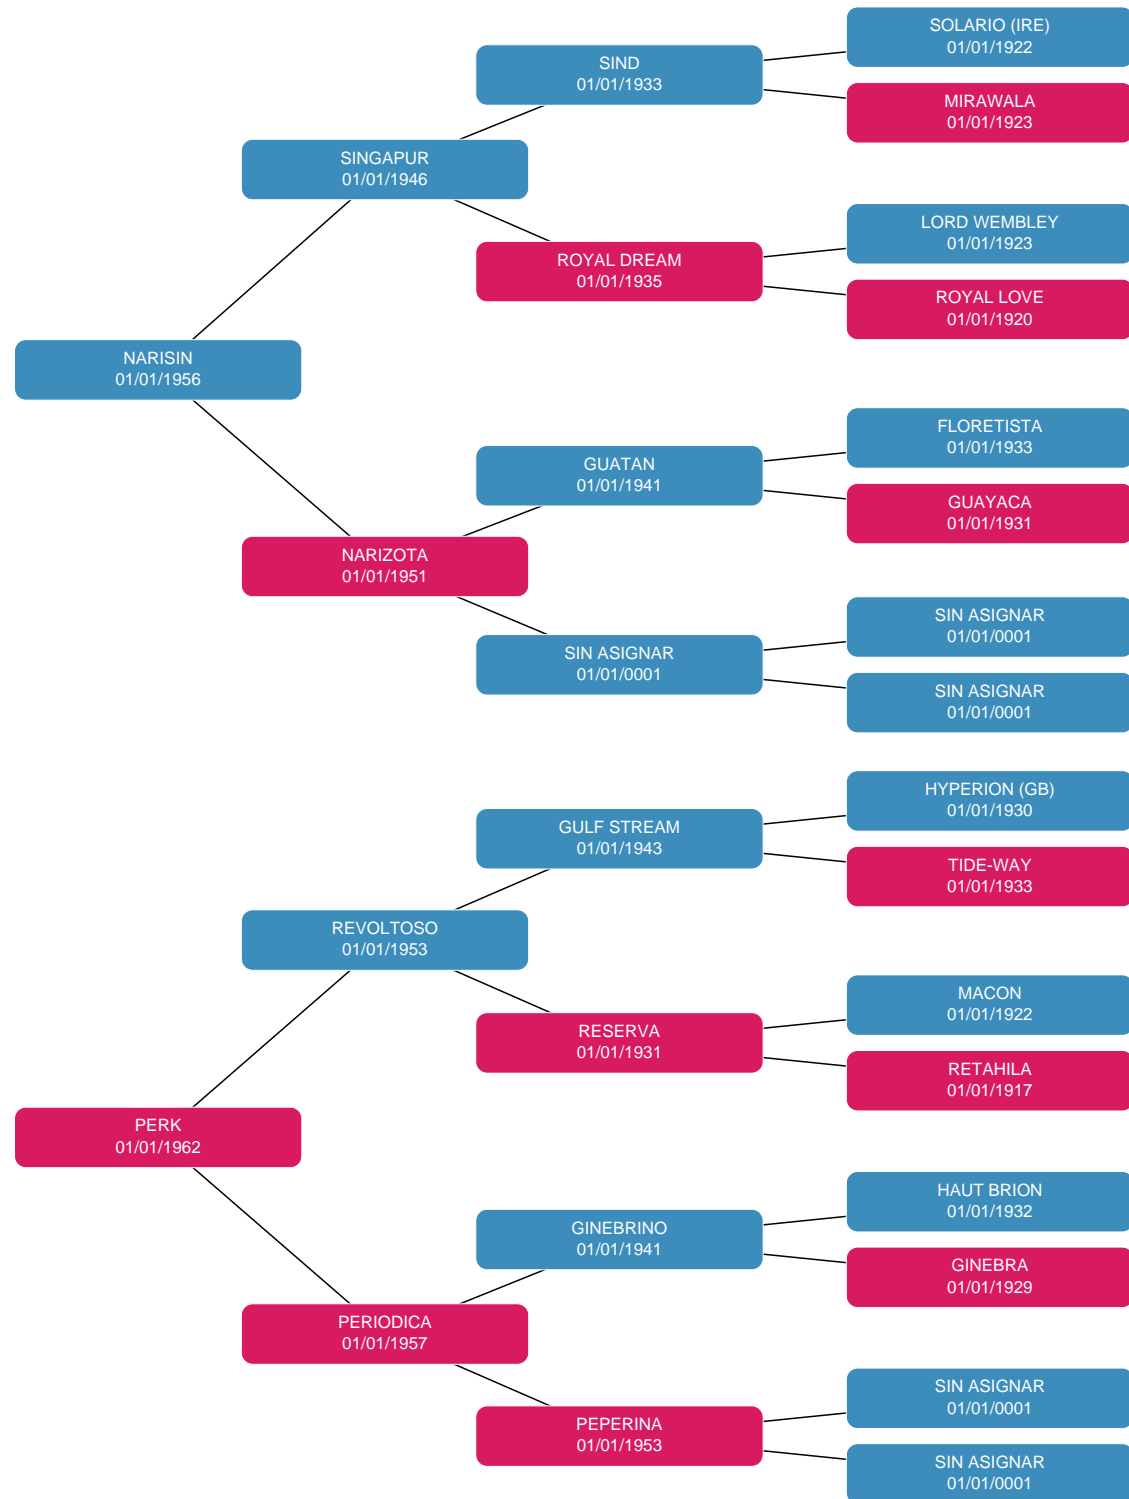 SOLARIO (IRE)
01/01/1922
SIND
01/01/1933
MIRAWALA
01/01/1923
SINGAPUR
01/01/1946
LORD WEMBLEY
01/01/1923
ROYAL DREAM
01/01/1935
ROYAL LOVE
01/01/1920
NARISIN
01/01/1956
FLORETISTA
01/01/1933
GUATAN
01/01/1941
GUAYACA
01/01/1931
NARIZOTA
01/01/1951
SIN ASIGNAR
01/01/0001
SIN ASIGNAR
01/01/0001
SIN ASIGNAR
01/01/0001
HYPERION (GB)
01/01/1930
GULF STREAM
01/01/1943
TIDE-WAY
01/01/1933
REVOLTOSO
01/01/1953
MACON
01/01/1922
RESERVA
01/01/1931
RETAHILA
01/01/1917
PERK
01/01/1962
HAUT BRION
01/01/1932
GINEBRINO
01/01/1941
GINEBRA
01/01/1929
PERIODICA
01/01/1957
SIN ASIGNAR
01/01/0001
PEPERINA
01/01/1953
SIN ASIGNAR
01/01/0001